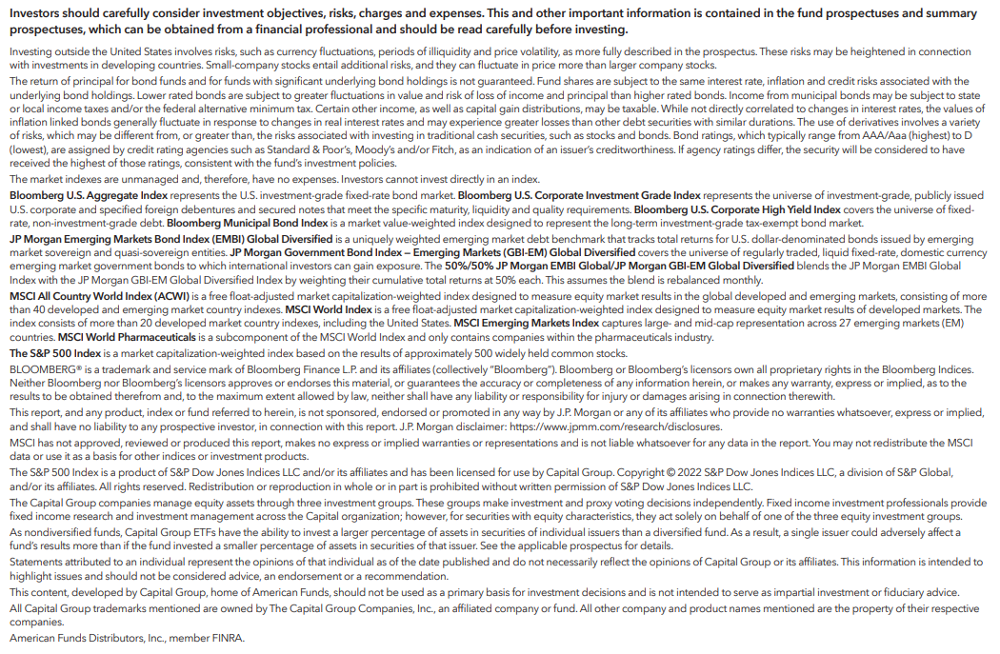 Investors should carefully consider investment objectives, risks, charges and expenses. This and other important information is contained in the fund prospectuses and summary
prospectuses, which can be obtained from a financial professional and should be read carefully before investing.
Investing outside the United States involves risks, such as currency fluctuations, periods of illiquidity and price volatility, as more fully described in the prospectus. These risks may be heightened in connection
with investments in developing countries. Small-company stocks entail additional risks, and they can fluctuate in price more than larger company stocks.
The return of principal for bond funds and for funds with significant underlying bond holdings is not guaranteed. Fund shares are subject to the same interest rate, inflation and credit risks associated with the
underlying bond holdings. Lower rated bonds are subject to greater fluctuations in value and risk of loss of income and principal than higher rated bonds. Income from municipal bonds may be subject to state
or local income taxes and/or the federal alternative minimum tax. Certain other income, as well as capital gain distributions, may be taxable. While not directly correlated to changes in interest rates, the values of
inflation linked bonds generally fluctuate in response to changes in real interest rates and may experience greater losses than other debt securities with similar durations. The use of derivatives involves a variety
of risks, which may be different from, or greater than, the risks associated with investing in traditional cash securities, such as stocks and bonds. Bond ratings, which typically range from AAA/Aaa (highest) to D
(lowest), are assigned by credit rating agencies such as Standard & Poor's, Moody's and/or Fitch, as an indication of an issuer's creditworthiness. If agency ratings differ, the security will be considered to have
received the highest of those ratings, consistent with the fund's investment policies.
The market indexes are unmanaged and, therefore, have no expenses. Investors cannot invest directly in an index.
Bloomberg U.S. Aggregate Index represents the U.S. investment-grade fixed-rate bond market. Bloomberg U.S. Corporate Investment Grade Index represents the universe of investment-grade, publicly issued
U.S. corporate and specified foreign debentures and secured notes that meet the specific maturity, liquidity and quality requirements. Bloomberg U.S. Corporate High Yield Index covers the universe of fixed-
rate, non-investment-grade debt. Bloomberg Municipal Bond Index is a market value-weighted index designed to represent the long-term investment-grade tax-exempt bond market.
JP Morgan Emerging Markets Bond Index (EMBI) Global Diversified is a uniquely weighted emerging market debt benchmark that tracks total returns for U.S. dollar-denominated bonds issued by emerging
market sovereign and quasi-sovereign entities. JP Morgan Government Bond Index – Emerging Markets (GBI-EM) Global Diversified covers the universe of regularly traded, liquid fixed-rate, domestic currency
emerging market government bonds to which international investors can gain exposure. The 50%/50% JP Morgan EMBI Global/JP Morgan GBI-EM Global Diversified blends the JP Morgan EMBI Global
Index with the JP Morgan GBI-EM Global Diversified Index by weighting their cumulative total returns at 50% each. This assumes the blend is rebalanced monthly.
MSCI All Country World Index (ACWI) is a free float-adjusted market capitalization-weighted index designed to measure equity market results in the global developed and emerging markets, consisting of more
than 40 developed and emerging market country indexes. MSCI World Index is a free float-adjusted market capitalization-weighted index designed to measure equity market results of developed markets. The
index consists of more than 20 developed market country indexes, including the United States. MSCI Emerging Markets Index captures large- and mid-cap representation across 27 emerging markets (EM)
countries. MSCI World Pharmaceuticals is a subcomponent of the MSCI World Index and only contains companies within the pharmaceuticals industry.
The S&P 500 Index is a market capitalization-weighted index based on the results of approximately 500 widely held common stocks.
BLOOMBERG® is a trademark and service mark of Bloomberg Finance L.P. and its affiliates (collectively "Bloomberg"). Bloomberg or Bloomberg's licensors own all proprietary rights in the Bloomberg Indices.
Neither Bloomberg nor Bloomberg's licensors approves or endorses this material, or guarantees the accuracy or completeness of any information herein, or makes any warranty, express or implied, as to the
results to be obtained therefrom and, to the maximum extent allowed by law, neither shall have any liability or responsibility for injury or damages arising in connection therewith.
This report, and any product, index or fund referred to herein, is not sponsored, endorsed or promoted in any way by J.P. Morgan or any of its affiliates who provide no warranties whatsoever, express or implied,
and shall have no liability to any prospective investor, in connection with this report. J.P. Morgan disclaimer: https://www.jpmm.com/research/disclosures.
MSCI has not approved, reviewed or produced this report, makes no express or implied warranties or representations and is not liable whatsoever for any data in the report. You may not redistribute the MSCI
data or use it as a basis for other indices or investment products.
The S&P 500 Index is a product of S&P Dow Jones Indices LLC and/or its affiliates and has been licensed for use by Capital Group. Copyright © 2022 S&P Dow Jones Indices LLC, a division of S&P Global,
and/or its affiliates. All rights reserved. Redistribution or reproduction in whole or in part is prohibited without written permission of S&P Dow Jones Indices LLC.
The Capital Group companies manage equity assets through three investment groups. These groups make investment and proxy voting decisions independently. Fixed income investment professionals provide
fixed income research and investment management across the Capital organization; however, for securities with equity characteristics, they act solely on behalf of one of the three equity investment groups.
As nondiversified funds, Capital Group ETFs have the ability to invest a larger percentage of assets in securities of individual issuers than a diversified fund. As a result, a single issuer could adversely affect a
fund's results more than if the fund invested a smaller percentage of assets in securities of that issuer. See the applicable prospectus for details.
Statements attributed to an individual represent the opinions of that individual as of the date published and do not necessarily reflect the opinions of Capital Group or its affiliates. This information is intended to
highlight issues and should not be considered advice, an endorsement or a recommendation.
This content, developed by Capital Group, home of American Funds, should not be used as a primary basis for investment decisions and is not intended to serve as impartial investment or fiduciary advice.
All Capital Group trademarks mentioned are owned by The Capital Group Companies, Inc., an affiliated company or fund. All other company and product names mentioned are the property of their respective
companies.
American Funds Distributors, Inc., member FINRA.